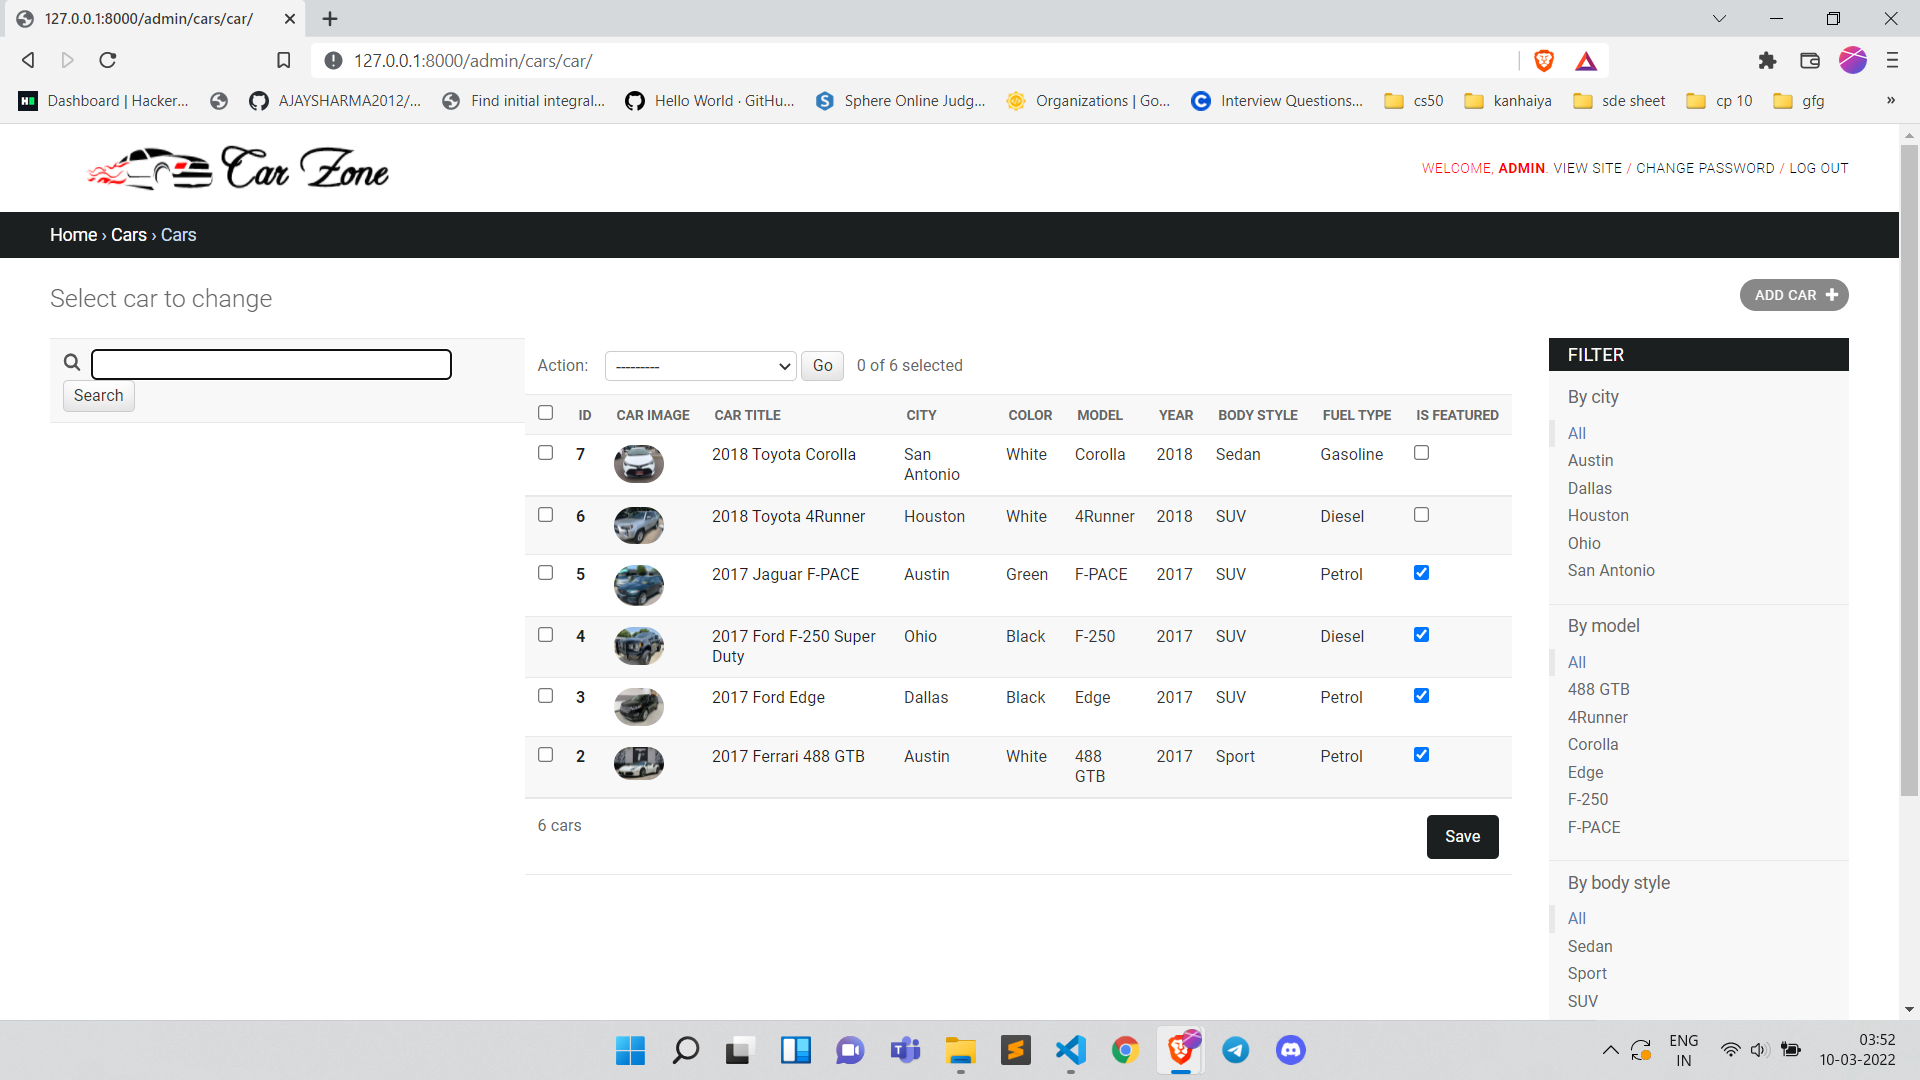 127.0.0.1:8000/admin/cars/car/
127.0.0.1:8000/admin/cars/car/
Dashboard | Hacker... AJAYSHARMA2012/... Find initial integral... Hello World · GitHu... Sphere Online Judg... Organizations | Go... Interview Questions... cs50 kanhaiya sde sheet cp 10 gfg »
Car Zone
WELCOME, ADMIN. VIEW SITE / CHANGE PASSWORD / LOG OUT
Home › Cars › Cars
Select car to change
ADD CAR +
Search
Action: --------- Go 0 of 6 selected
ID CAR IMAGE CAR TITLE CITY COLOR MODEL YEAR BODY STYLE FUEL TYPE IS FEATURED
7 2018 Toyota Corolla San Antonio White Corolla 2018 Sedan Gasoline
6 2018 Toyota 4Runner Houston White 4Runner 2018 SUV Diesel
5 2017 Jaguar F-PACE Austin Green F-PACE 2017 SUV Petrol
4 2017 Ford F-250 Super Duty Ohio Black F-250 2017 SUV Diesel
3 2017 Ford Edge Dallas Black Edge 2017 SUV Petrol
2 2017 Ferrari 488 GTB Austin White 488 GTB 2017 Sport Petrol
6 cars
Save
FILTER
By city
All
Austin
Dallas
Houston
Ohio
San Antonio
By model
All
488 GTB
4Runner
Corolla
Edge
F-250
F-PACE
By body style
All
Sedan
Sport
SUV
ENG
IN
03:52
10-03-2022